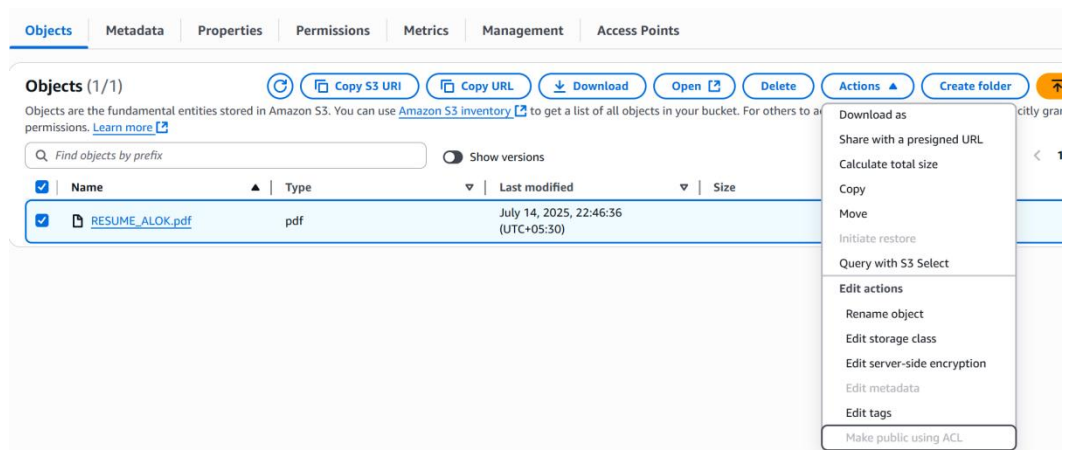 Objects Metadata Properties Permissions Metrics Management Access Points
Objects (1/1) Copy S3 URI Copy URL Download Open Delete Actions Create folder
Objects are the fundamental entities stored in Amazon S3. You can use Amazon S3 inventory to get a list of all objects in your bucket. For others to
permissions. Learn more
Find objects by prefix Show versions 1
Name Type Last modified Size
RESUME_ALOK.pdf pdf July 14, 2025, 22:46:36
(UTC+05:30)
Download as
Share with a presigned URL
Calculate total size
Copy
Move
Initiate restore
Query with S3 Select
Edit actions
Rename object
Edit storage class
Edit server-side encryption
Edit metadata
Edit tags
Make public using ACL